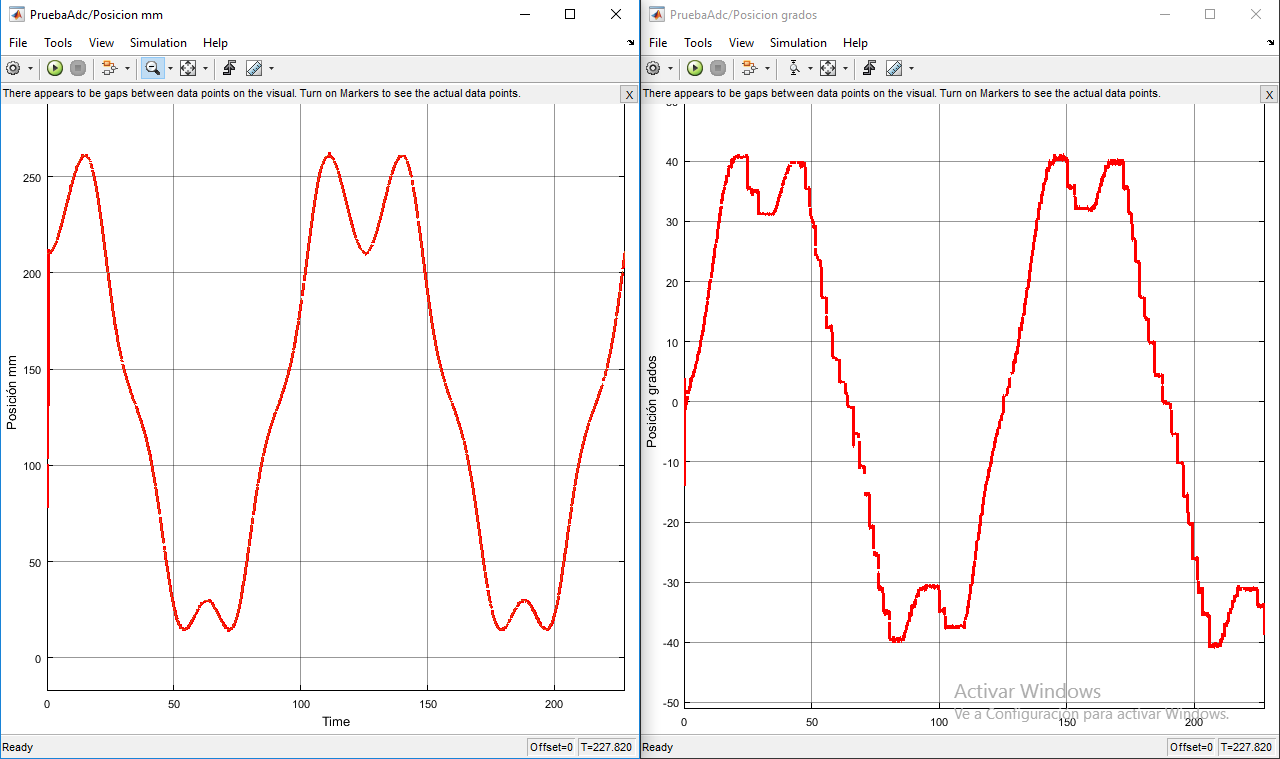 PruebaAdc/Posicion mm
File Tools View Simulation Help
There appears to be gaps between data points on the visual. Turn on Markers to see the actual data points.
X
250
200
150
100
50
0
Posición mm
0 50 100 150 200
Time
Ready
Offset=0 T=227.820
PruebaAdc/Posicion grados
File Tools View Simulation Help
There appears to be gaps between data points on the visual. Turn on Markers to see the actual data points.
X
50
40
30
20
10
0
-10
-20
-30
-40
-50
Posición grados
0 50 100 150 200
Activar Windows
Ve a Configuración para activar Windows.
Ready
Offset=0 T=227.820